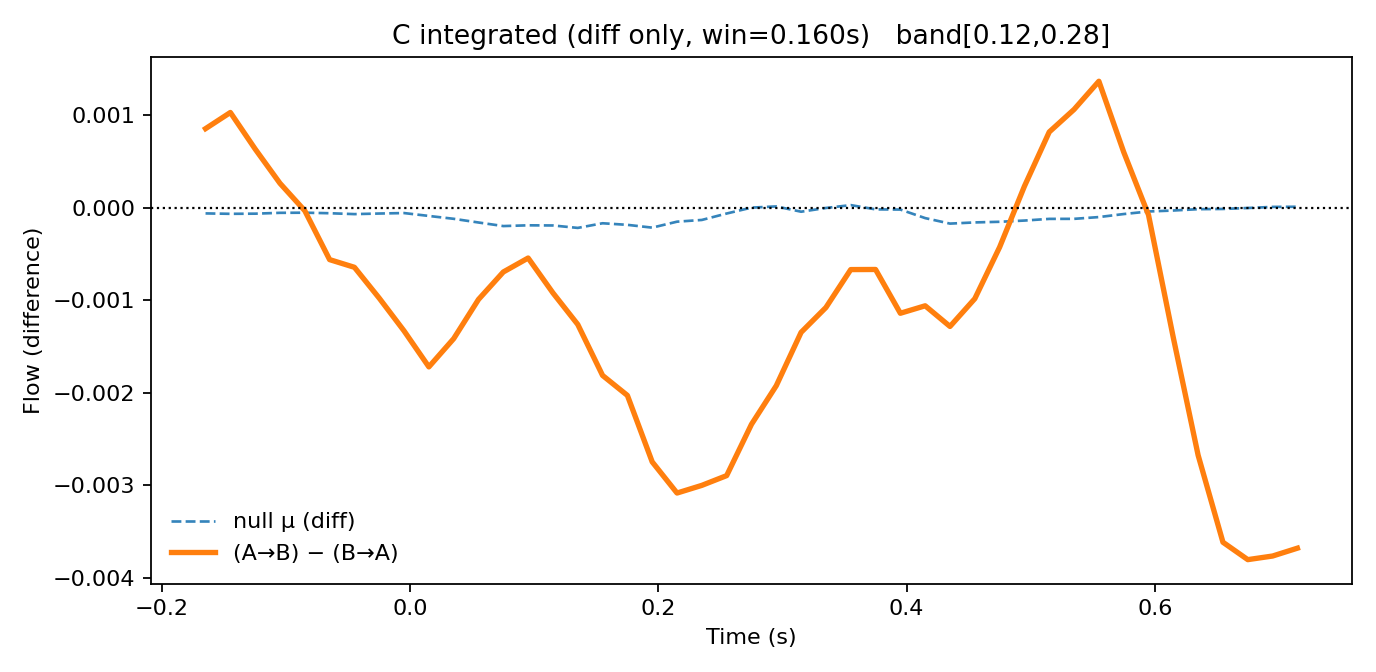 C integrated (diff only, win=0.160s)   band[0.12,0.28]
Flow (difference)
0.001
0.000
−0.001
−0.002
−0.003
−0.004
null μ (diff)
(A→B) − (B→A)
−0.2
0.0
0.2
0.4
0.6
Time (s)